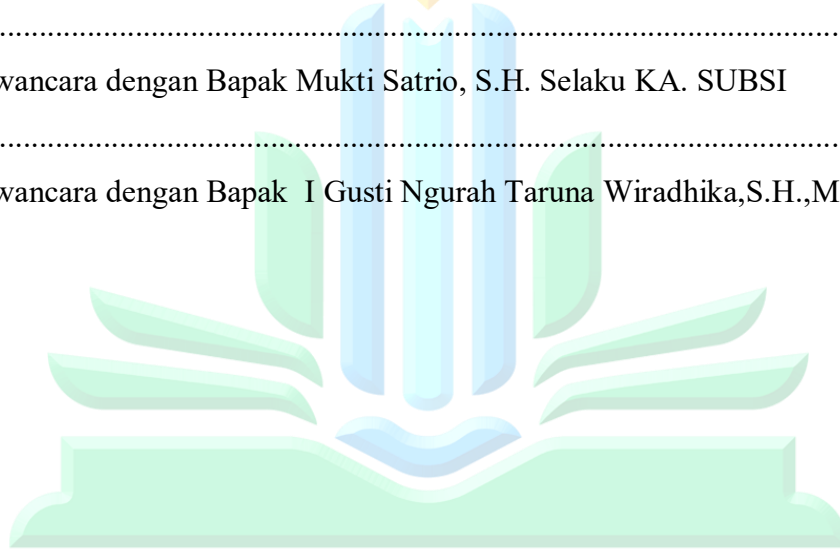 ................................................................................................
wancara dengan Bapak Mukti Satrio, S.H. Selaku KA. SUBSI
................................................................................................
wancara dengan Bapak  I Gusti Ngurah Taruna Wiradhika,S.H.,M